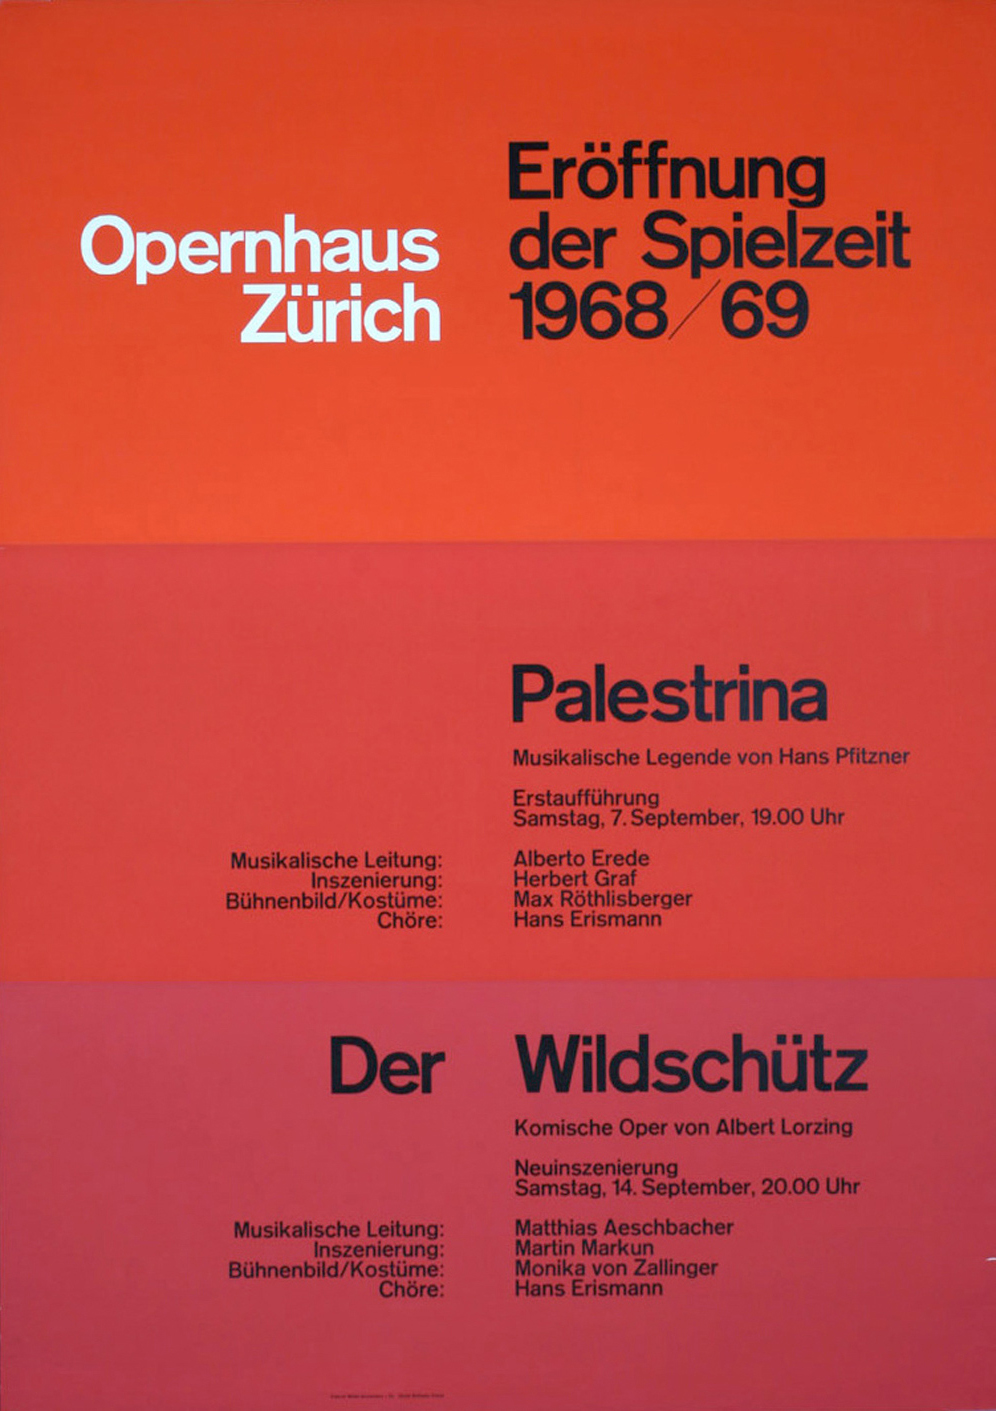 Opernhaus
Zürich
Eröffnung
der Spielzeit
1968/69
Palestrina
Musikalische Legende von Hans Pfitzner
Erstaufführung
Samstag, 7. September, 19.00 Uhr
Musikalische Leitung: Alberto Erede
Inszenierung: Herbert Graf
Bühnenbild/Kostüme: Max Röthlisberger
Chöre: Hans Erismann
Der Wildschütz
Komische Oper von Albert Lorzing
Neuinszenierung
Samstag, 14. September, 20.00 Uhr
Musikalische Leitung: Matthias Aeschbacher
Inszenierung: Martin Markun
Bühnenbild/Kostüme: Monika von Zallinger
Chöre: Hans Erismann